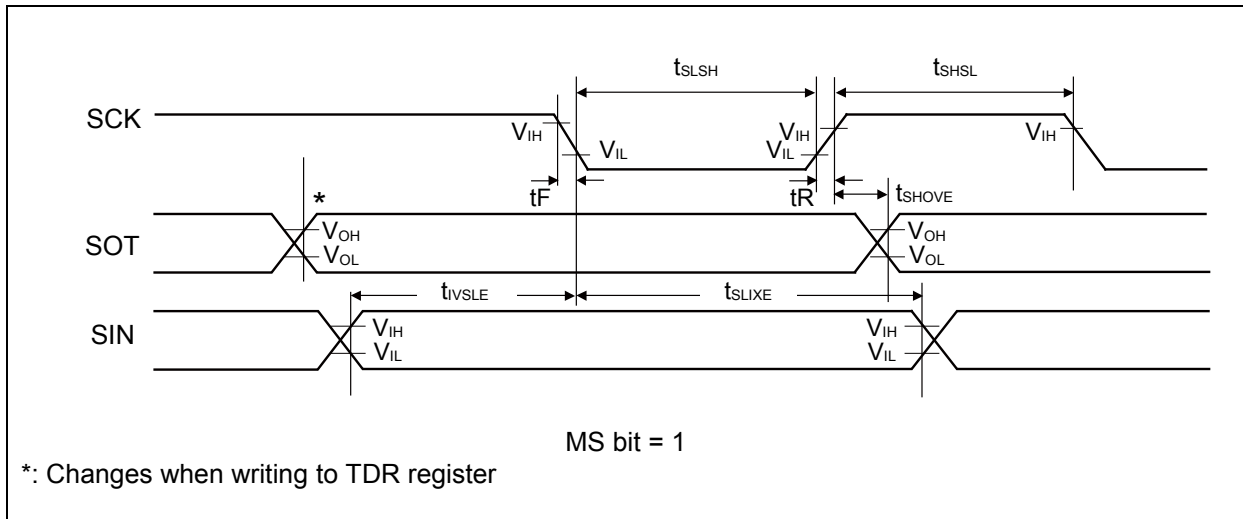 tSLSH tSHSL
SCK
VIH VIL VIL VIH VIH
tF tR tSHOVE
*
SOT
VOH VOH
VOL VOL
tIVSLE tSLIXE
SIN
VIH VIH
VIL VIL
MS bit = 1
*: Changes when writing to TDR register